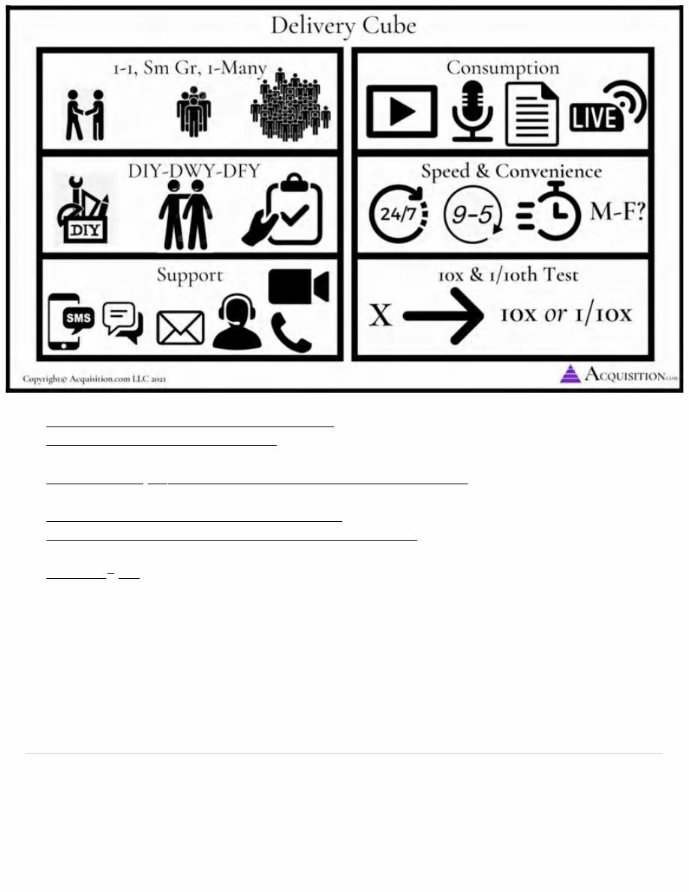 Delivery Cube
1-1, Sm Gr, 1-Many
Consumption
LIVE
DIY-DWY-DFY
DIY
Speed & Convenience
24/7
9-5
M-F?
Support
SMS
10x & 1/10th Test
X
10x or 1/10x
Copyright© Acquisition.com LLC 2021
ACQUISITION.COM